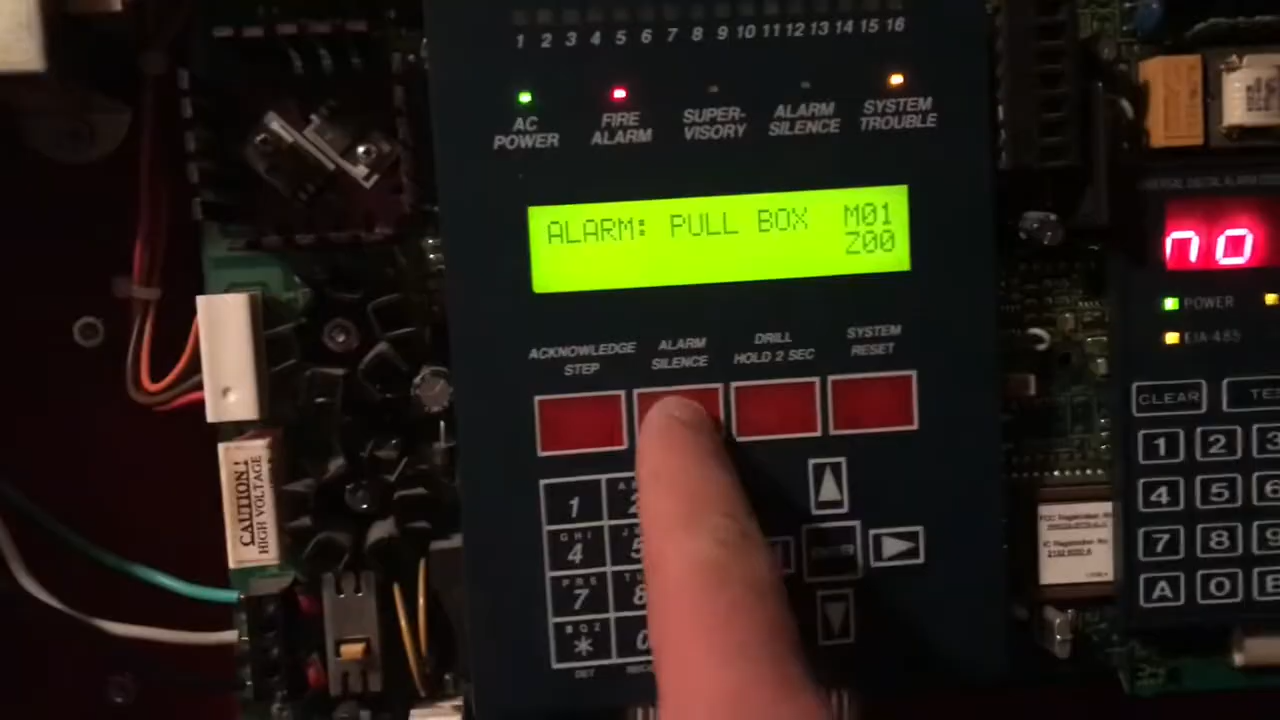 1 2 3 4 5 6 7 8 9 10 11 12 13 14 15 16
AC
POWER
FIRE
ALARM
SUPER-
VISORY
ALARM
SILENCE
SYSTEM
TROUBLE
ALARM: PULL BOX M01
Z00
ACKNOWLEDGE
STEP
ALARM
SILENCE
DRILL
HOLD 2 SEC
SYSTEM
RESET
1
GHI
4
PRS
7
*
CAUTION!
HIGH VOLTAGE
no
POWER
EIA-485
CLEAR
1 2 3
4 5 6
7 8 9
A 0